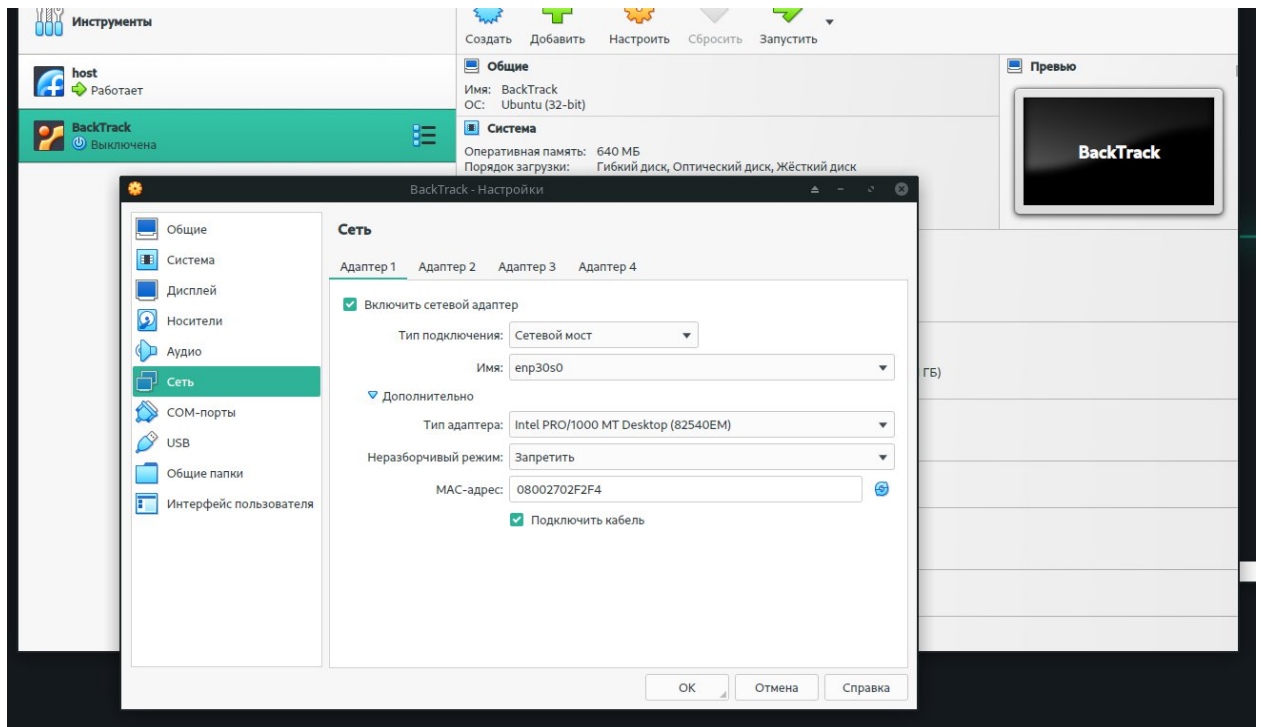 Инструменты
Создать Добавить Настроить Сбросить Запустить
host
Работает
BackTrack
Выключена
Общие
Имя: BackTrack
ОС: Ubuntu (32-bit)
Система
Оперативная память: 640 МБ
Порядок загрузки: Гибкий диск, Оптический диск, Жёсткий диск
Превью
BackTrack
ГБ)
BackTrack - Настройки
Общие
Система
Дисплей
Носители
Аудио
Сеть
COM-порты
USB
Общие папки
Интерфейс пользователя
Сеть
Адаптер 1 Адаптер 2 Адаптер 3 Адаптер 4
Включить сетевой адаптер
Тип подключения: Сетевой мост
Имя: enp30s0
Дополнительно
Тип адаптера: Intel PRO/1000 MT Desktop (82540EM)
Неразборчивый режим: Запретить
MAC-адрес: 08002702F2F4
Подключить кабель
OK Отмена Справка